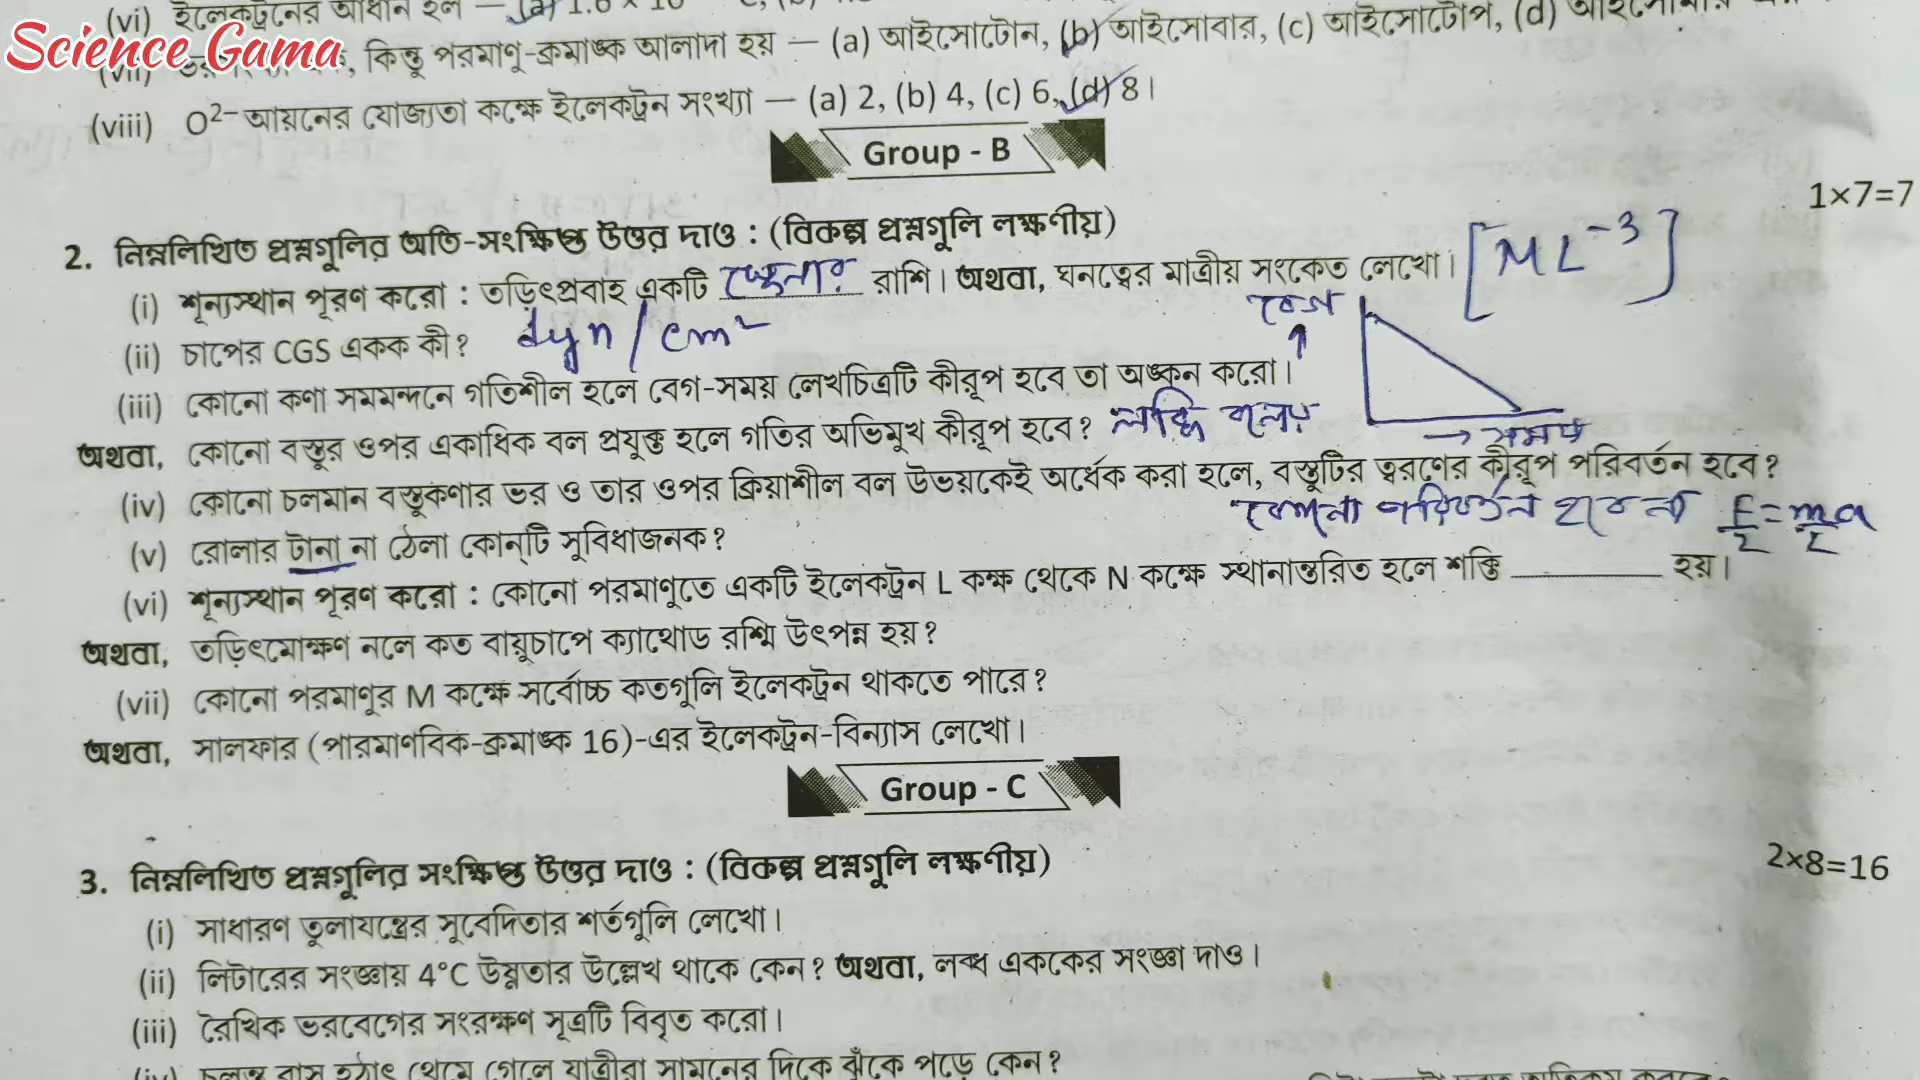 (vi) ইলেকট্রনের আধান হল — (a) 1.6 × 10
Science Gama
(vii) কিন্তু পরমাণু-ক্রমাঙ্ক আলাদা হয় — (a) আইসোটোন, (b) আইসোবার, (c) আইসোটোপ, (d)
(viii) O²⁻ আয়নের যোজ্যতা কক্ষে ইলেকট্রন সংখ্যা — (a) 2, (b) 4, (c) 6, (d) 8।
Group - B
1×7=7
2. নিম্নলিখিত প্রশ্নগুলির অতি-সংক্ষিপ্ত উত্তর দাও : (বিকল্প প্রশ্নগুলি লক্ষণীয়)
(i) শূন্যস্থান পূরণ করো : তড়িৎপ্রবাহ একটি স্কেলার রাশি। অথবা, ঘনত্বের মাত্রীয় সংকেত লেখো। [ML⁻³]
(ii) চাপের CGS একক কী? dyn/cm²
বেগ ↑
(iii) কোনো কণা সমমন্দনে গতিশীল হলে বেগ-সময় লেখচিত্রটি কীরূপ হবে তা অঙ্কন করো।
→ সময়
অথবা, কোনো বস্তুর ওপর একাধিক বল প্রযুক্ত হলে গতির অভিমুখ কীরূপ হবে? লব্ধি বলের
(iv) কোনো চলমান বস্তুকণার ভর ও তার ওপর ক্রিয়াশীল বল উভয়কেই অর্ধেক করা হলে, বস্তুটির ত্বরণের কীরূপ পরিবর্তন হবে?
কোনো পরিবর্তন হবে না F/2 = m/2 a
(v) রোলার টানা না ঠেলা কোন্‌টি সুবিধাজনক?
(vi) শূন্যস্থান পূরণ করো : কোনো পরমাণুতে একটি ইলেকট্রন L কক্ষ থেকে N কক্ষে স্থানান্তরিত হলে শক্তি ______ হয়।
অথবা, তড়িৎমোক্ষণ নলে কত বায়ুচাপে ক্যাথোড রশ্মি উৎপন্ন হয়?
(vii) কোনো পরমাণুর M কক্ষে সর্বোচ্চ কতগুলি ইলেকট্রন থাকতে পারে?
অথবা, সালফার (পারমাণবিক-ক্রমাঙ্ক 16)-এর ইলেকট্রন-বিন্যাস লেখো।
Group - C
2×8=16
3. নিম্নলিখিত প্রশ্নগুলির সংক্ষিপ্ত উত্তর দাও : (বিকল্প প্রশ্নগুলি লক্ষণীয়)
(i) সাধারণ তুলাযন্ত্রের সুবেদিতার শর্তগুলি লেখো।
(ii) লিটারের সংজ্ঞায় 4°C উষ্ণতার উল্লেখ থাকে কেন? অথবা, লব্ধ এককের সংজ্ঞা দাও।
(iii) রৈখিক ভরবেগের সংরক্ষণ সূত্রটি বিবৃত করো।
(iv) চলন্ত বাস হঠাৎ থেমে গেলে যাত্রীরা সামনের দিকে ঝুঁকে পড়ে কেন?